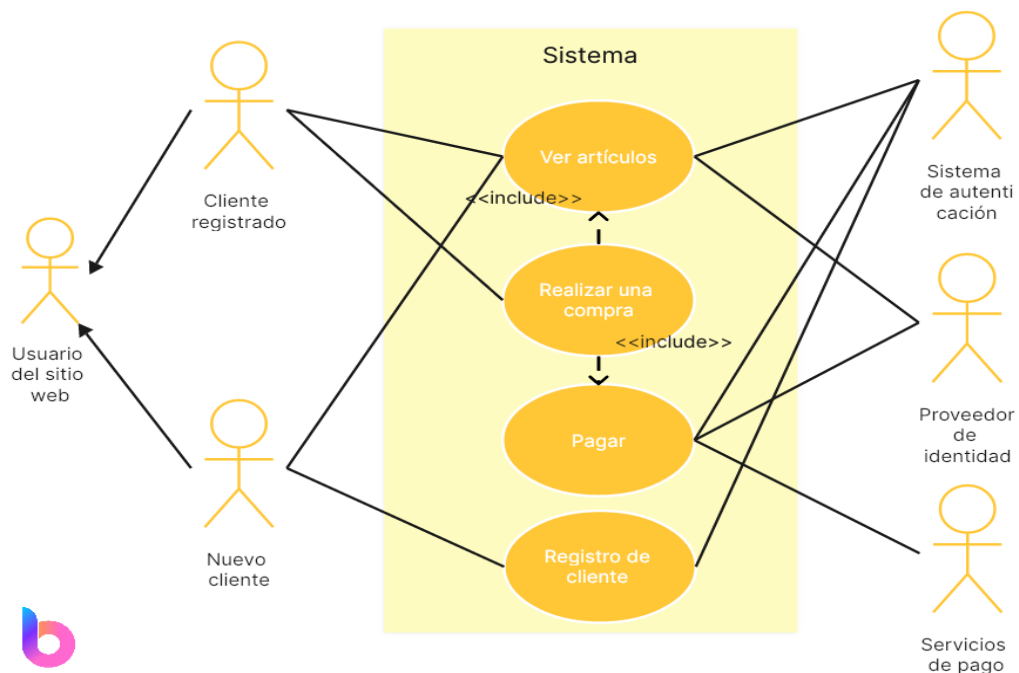 Sistema
Ver artículos
<<include>>
Realizar una
compra
<<include>>
Pagar
Registro de
cliente
Cliente
registrado
Usuario
del sitio
web
Nuevo
cliente
Sistema
de autenti
cación
Proveedor
de
identidad
Servicios
de pago
b